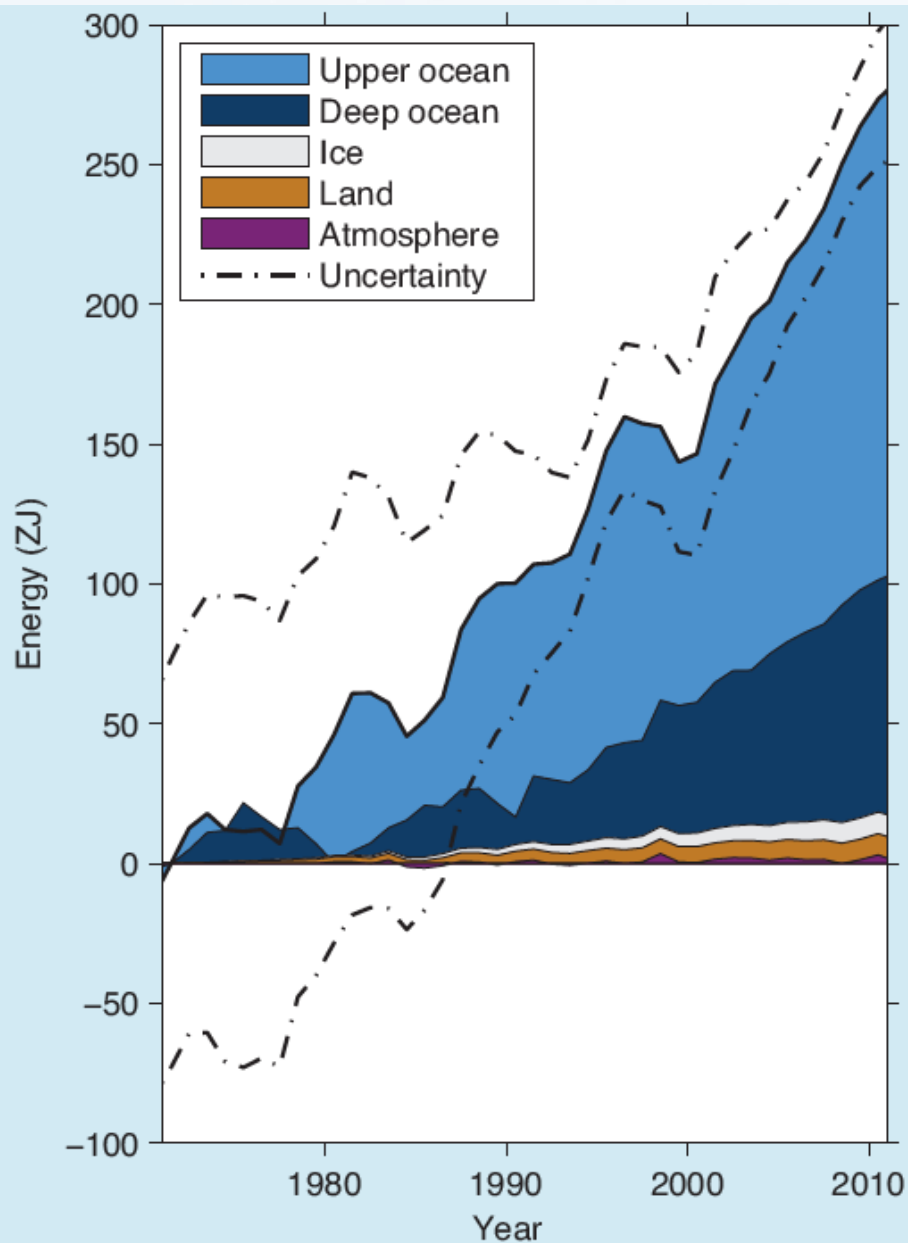 300
250
200
150
100
50
0
−50
−100
Energy (ZJ)
Upper ocean
Deep ocean
Ice
Land
Atmosphere
Uncertainty
1980
1990
2000
2010
Year